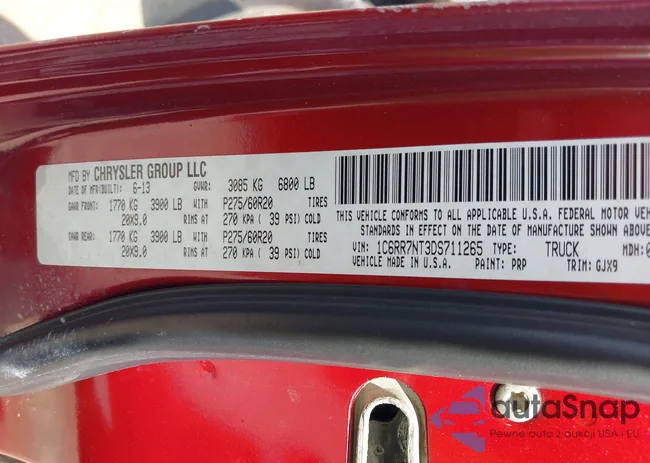 MFD BY CHRYSLER GROUP LLC
DATE OF MFR(BUILT): 6-13 GVWR: 3085 KG 6800 LB
GAWR FRONT: 1770 KG 3900 LB P275/60R20 TIRES
20X9.0 RIMS AT 270 KPA ( 39 PSI) COLD
GAWR REAR: 1770 KG 3900 LB P275/60R20 TIRES
20X9.0 RIMS AT 270 KPA ( 39 PSI) COLD
THIS VEHICLE CONFORMS TO ALL APPLICABLE U.S.A. FEDERAL MOTOR
STANDARDS IN EFFECT ON THE DATE OF MANUFACTURE SHOWN ABOVE
VIN: 1C6RR7NT3DS711265 TYPE: TRUCK MDH:
VEHICLE MADE IN U.S.A. PAINT: PRP TRIM: GJX9
autaSnap
Pewne auta z aukcji USA i EU